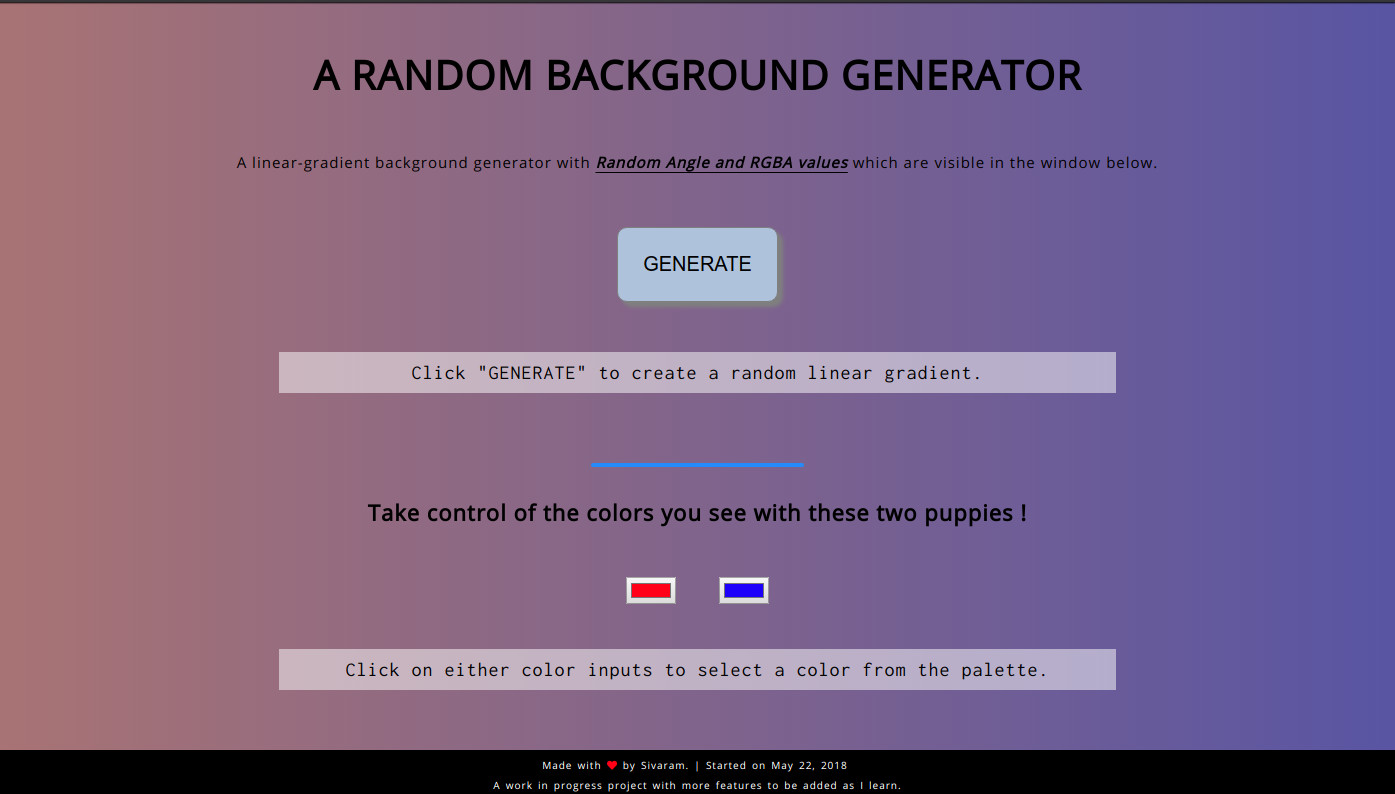 A RANDOM BACKGROUND GENERATOR
A linear-gradient background generator with Random Angle and RGBA values which are visible in the window below.
GENERATE
Click "GENERATE" to create a random linear gradient.
Take control of the colors you see with these two puppies !
Click on either color inputs to select a color from the palette.
Made with ❤ by Sivaram. | Started on May 22, 2018
A work in progress project with more features to be added as I learn.